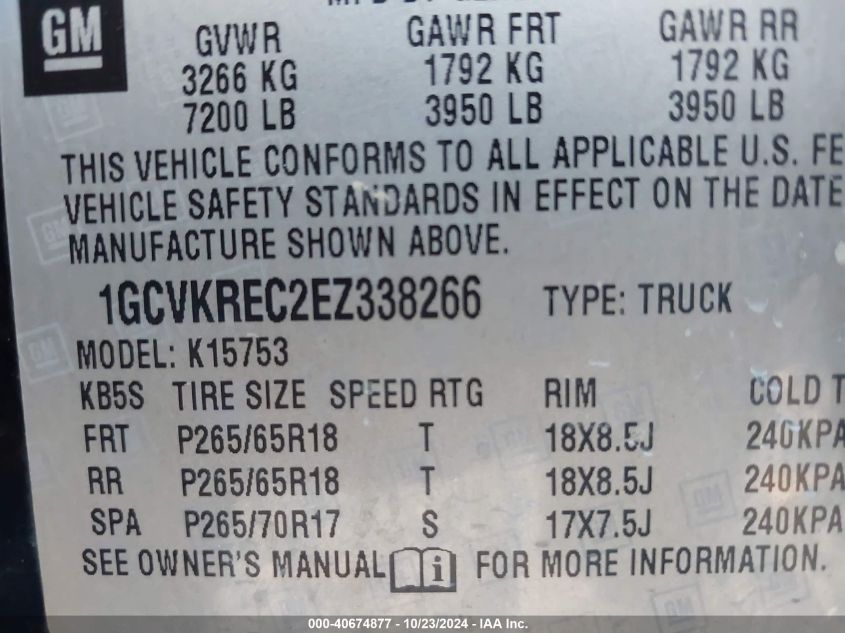 GM
GVWR GAWR FRT GAWR RR
3266 KG 1792 KG 1792 KG
7200 LB 3950 LB 3950 LB
THIS VEHICLE CONFORMS TO ALL APPLICABLE U.S. FE
VEHICLE SAFETY STANDARDS IN EFFECT ON THE DATE
MANUFACTURE SHOWN ABOVE.
1GCVKREC2EZ338266 TYPE: TRUCK
MODEL: K15753
KB5S TIRE SIZE SPEED RTG RIM COLD T
FRT P265/65R18 T 18X8.5J 240KPA
RR P265/65R18 T 18X8.5J 240KPA
SPA P265/70R17 S 17X7.5J 240KPA
SEE OWNER'S MANUAL i FOR MORE INFORMATION.
000-40674877 - 10/23/2024 - IAA Inc.